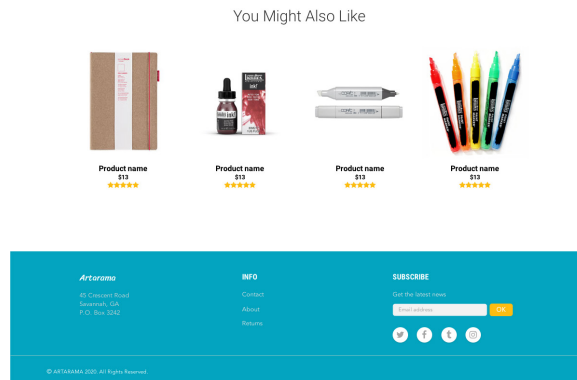 You Might Also Like
ink!
Product name
$13
Product name
$13
Product name
$13
Product name
$13
Artorama
45 Crescent Road
Savannah, GA
P.O. Box 3242
INFO
Contact
About
Returns
SUBSCRIBE
Get the latest news
Email address
OK
© ARTARAMA 2020. All Rights Reserved.